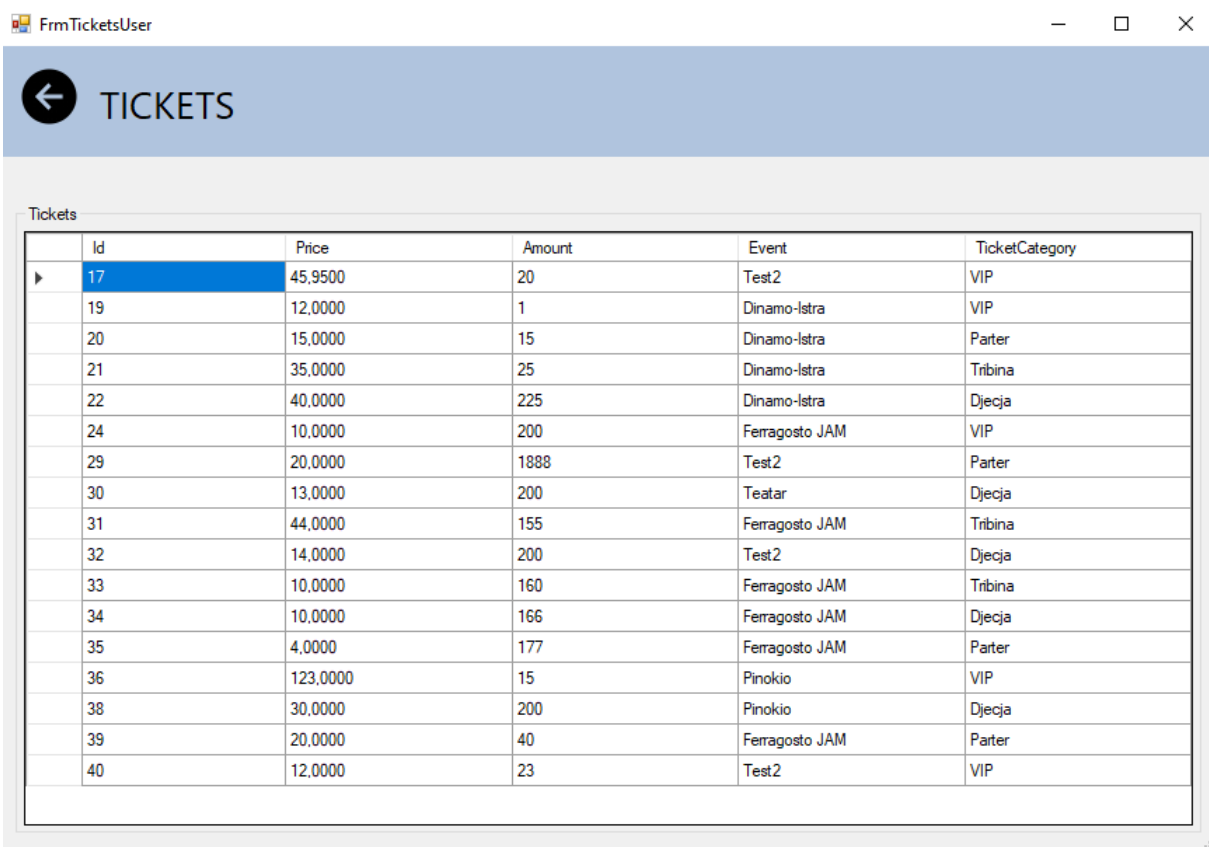 FrmTicketsUser
TICKETS
Tickets
Id Price Amount Event TicketCategory
17 45,9500 20 Test2 VIP
19 12,0000 1 Dinamo-Istra VIP
20 15,0000 15 Dinamo-Istra Parter
21 35,0000 25 Dinamo-Istra Tribina
22 40,0000 225 Dinamo-Istra Djecja
24 10,0000 200 Ferragosto JAM VIP
29 20,0000 1888 Test2 Parter
30 13,0000 200 Teatar Djecja
31 44,0000 155 Ferragosto JAM Tribina
32 14,0000 200 Test2 Djecja
33 10,0000 160 Ferragosto JAM Tribina
34 10,0000 166 Ferragosto JAM Djecja
35 4,0000 177 Ferragosto JAM Parter
36 123,0000 15 Pinokio VIP
38 30,0000 200 Pinokio Djecja
39 20,0000 40 Ferragosto JAM Parter
40 12,0000 23 Test2 VIP